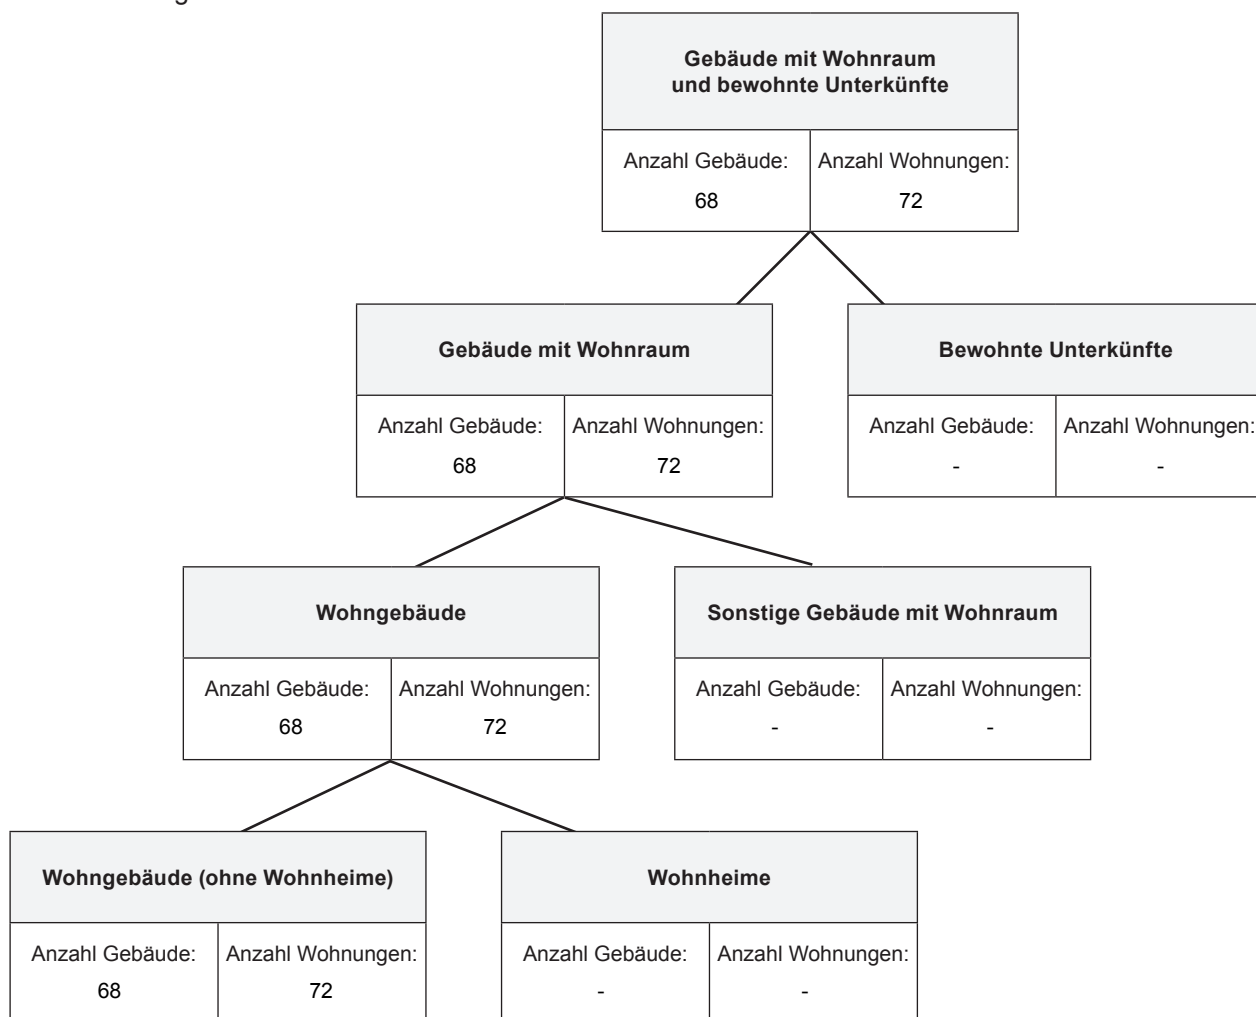 Gebäude mit Wohnraum
und bewohnte Unterkünfte
Anzahl Gebäude: Anzahl Wohnungen:
68 72
Gebäude mit Wohnraum Bewohnte Unterkünfte
Anzahl Gebäude: Anzahl Wohnungen: Anzahl Gebäude: Anzahl Wohnungen:
68 72 - -
Wohngebäude Sonstige Gebäude mit Wohnraum
Anzahl Gebäude: Anzahl Wohnungen: Anzahl Gebäude: Anzahl Wohnungen:
68 72 - -
Wohngebäude (ohne Wohnheime) Wohnheime
Anzahl Gebäude: Anzahl Wohnungen: Anzahl Gebäude: Anzahl Wohnungen:
68 72 - -